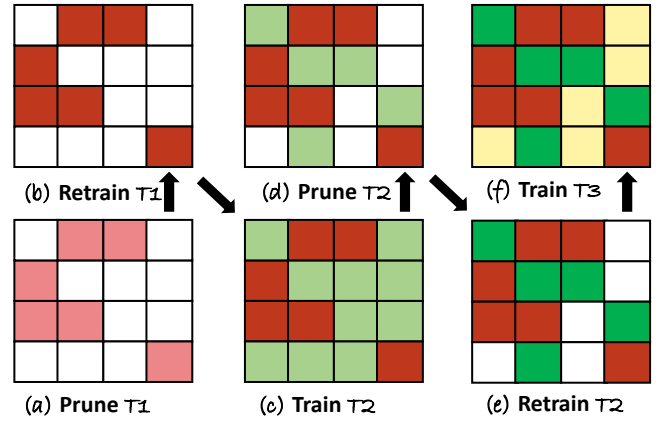 (b) Retrain T1
(d) Prune T2
(f) Train T3
(a) Prune T1
(c) Train T2
(e) Retrain T2